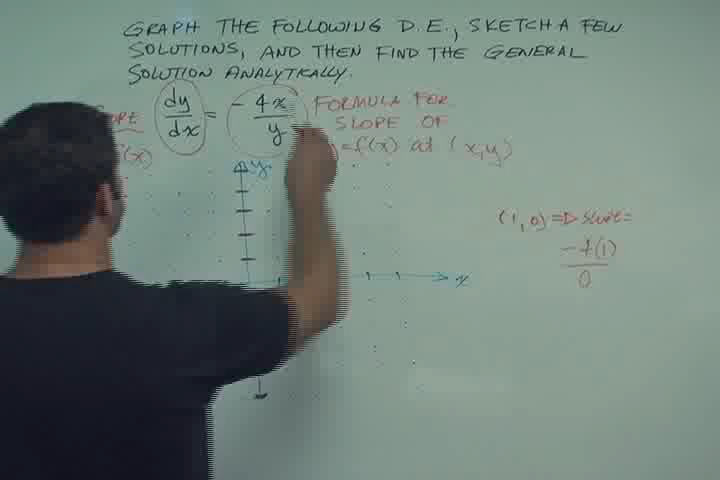 GRAPH THE FOLLOWING D.E., SKETCH A FEW
SOLUTIONS, AND THEN FIND THE GENERAL
SOLUTION ANALYTICALLY.
dy/dx = -4x/y
FORMULA FOR
SLOPE OF
y=f(x) at (x,y)
(x)
y
x
(1,0) => SLOPE =
-4(1)
0